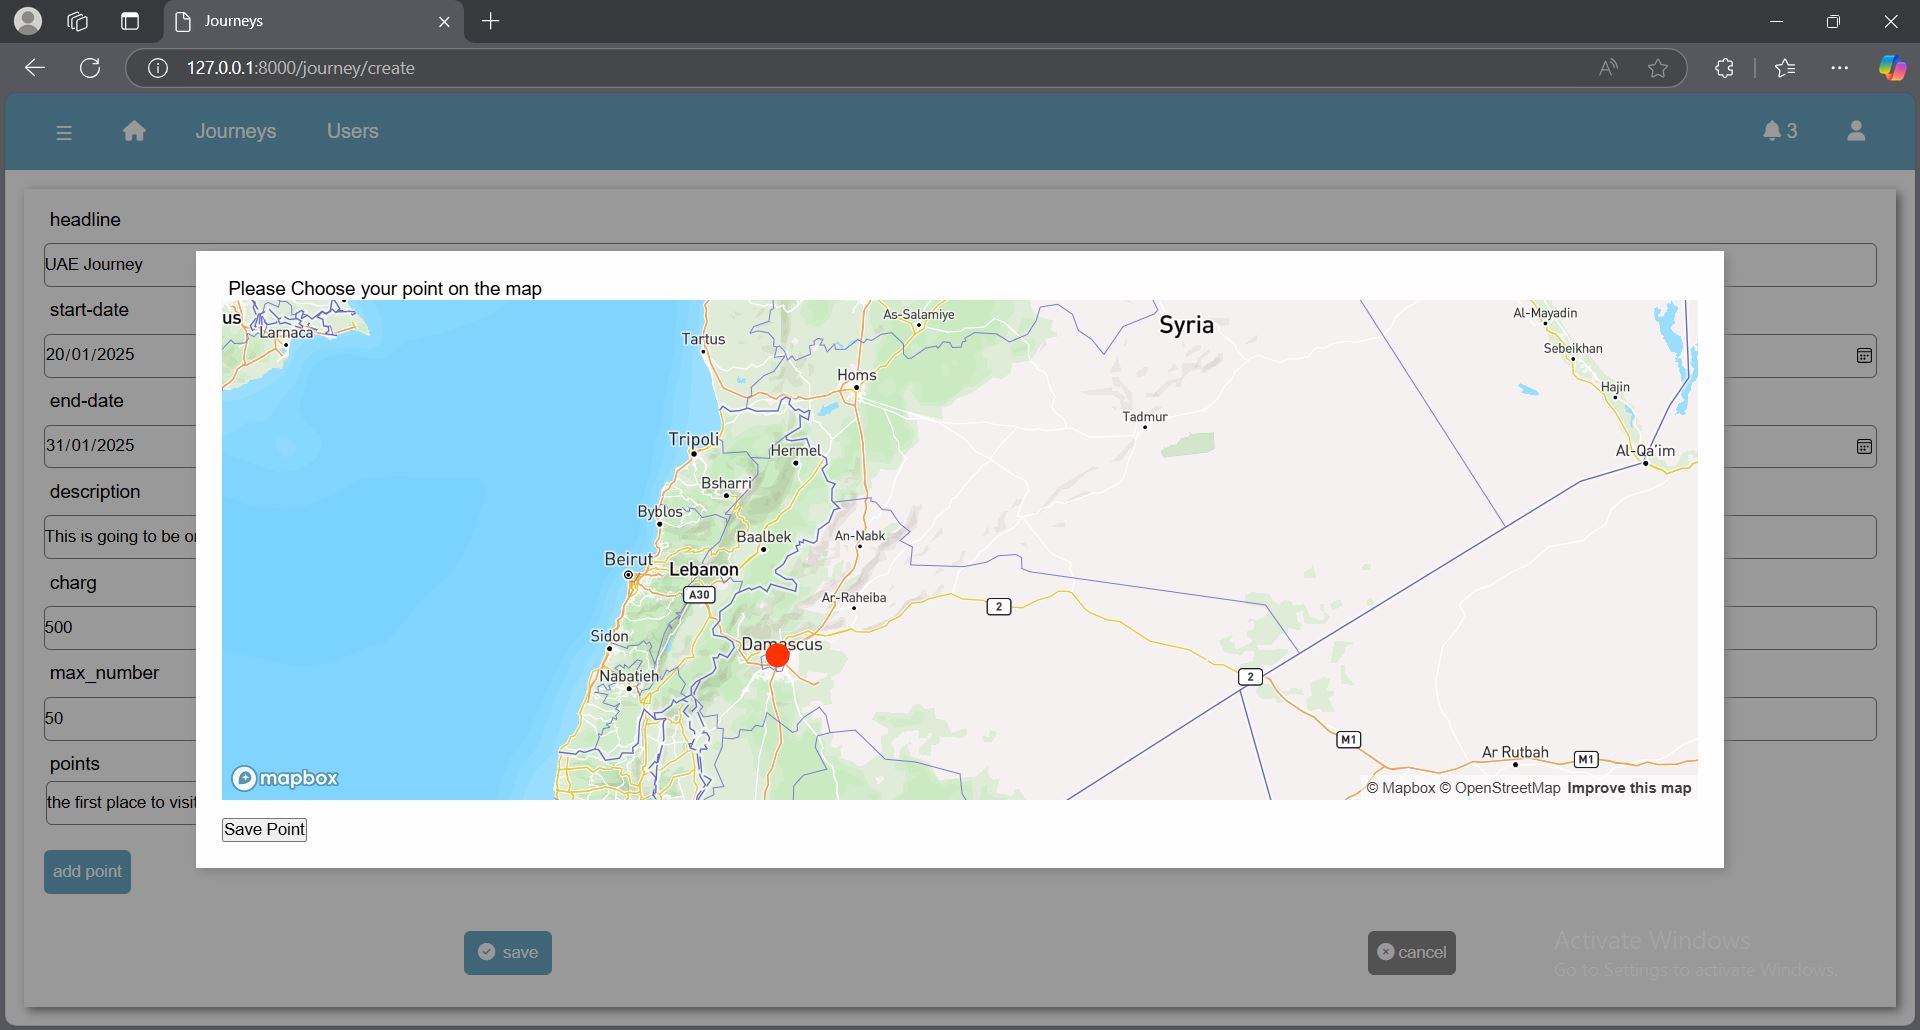 Journeys
127.0.0.1:8000/journey/create
Journeys
Users
3
headline
UAE Journey
start-date
20/01/2025
end-date
31/01/2025
description
This is going to be
charg
500
max_number
50
points
the first place to visit
add point
Please Choose your point on the map
us
Larnaca
Tartus
As-Salamiye
Syria
Al-Mayadin
Sebeikhan
Homs
Hajin
Tadmur
Tripoli
Hermel
Al-Qa'im
Bsharri
Byblos
Baalbek
An-Nabk
Beirut
Lebanon
A30
Ar-Raheiba
2
Sidon
Damascus
Nabatieh
2
M1
Ar Rutbah
M1
mapbox
© Mapbox © OpenStreetMap Improve this map
Save Point
save
cancel
Activate Windows
Go to Settings to activate Windows.